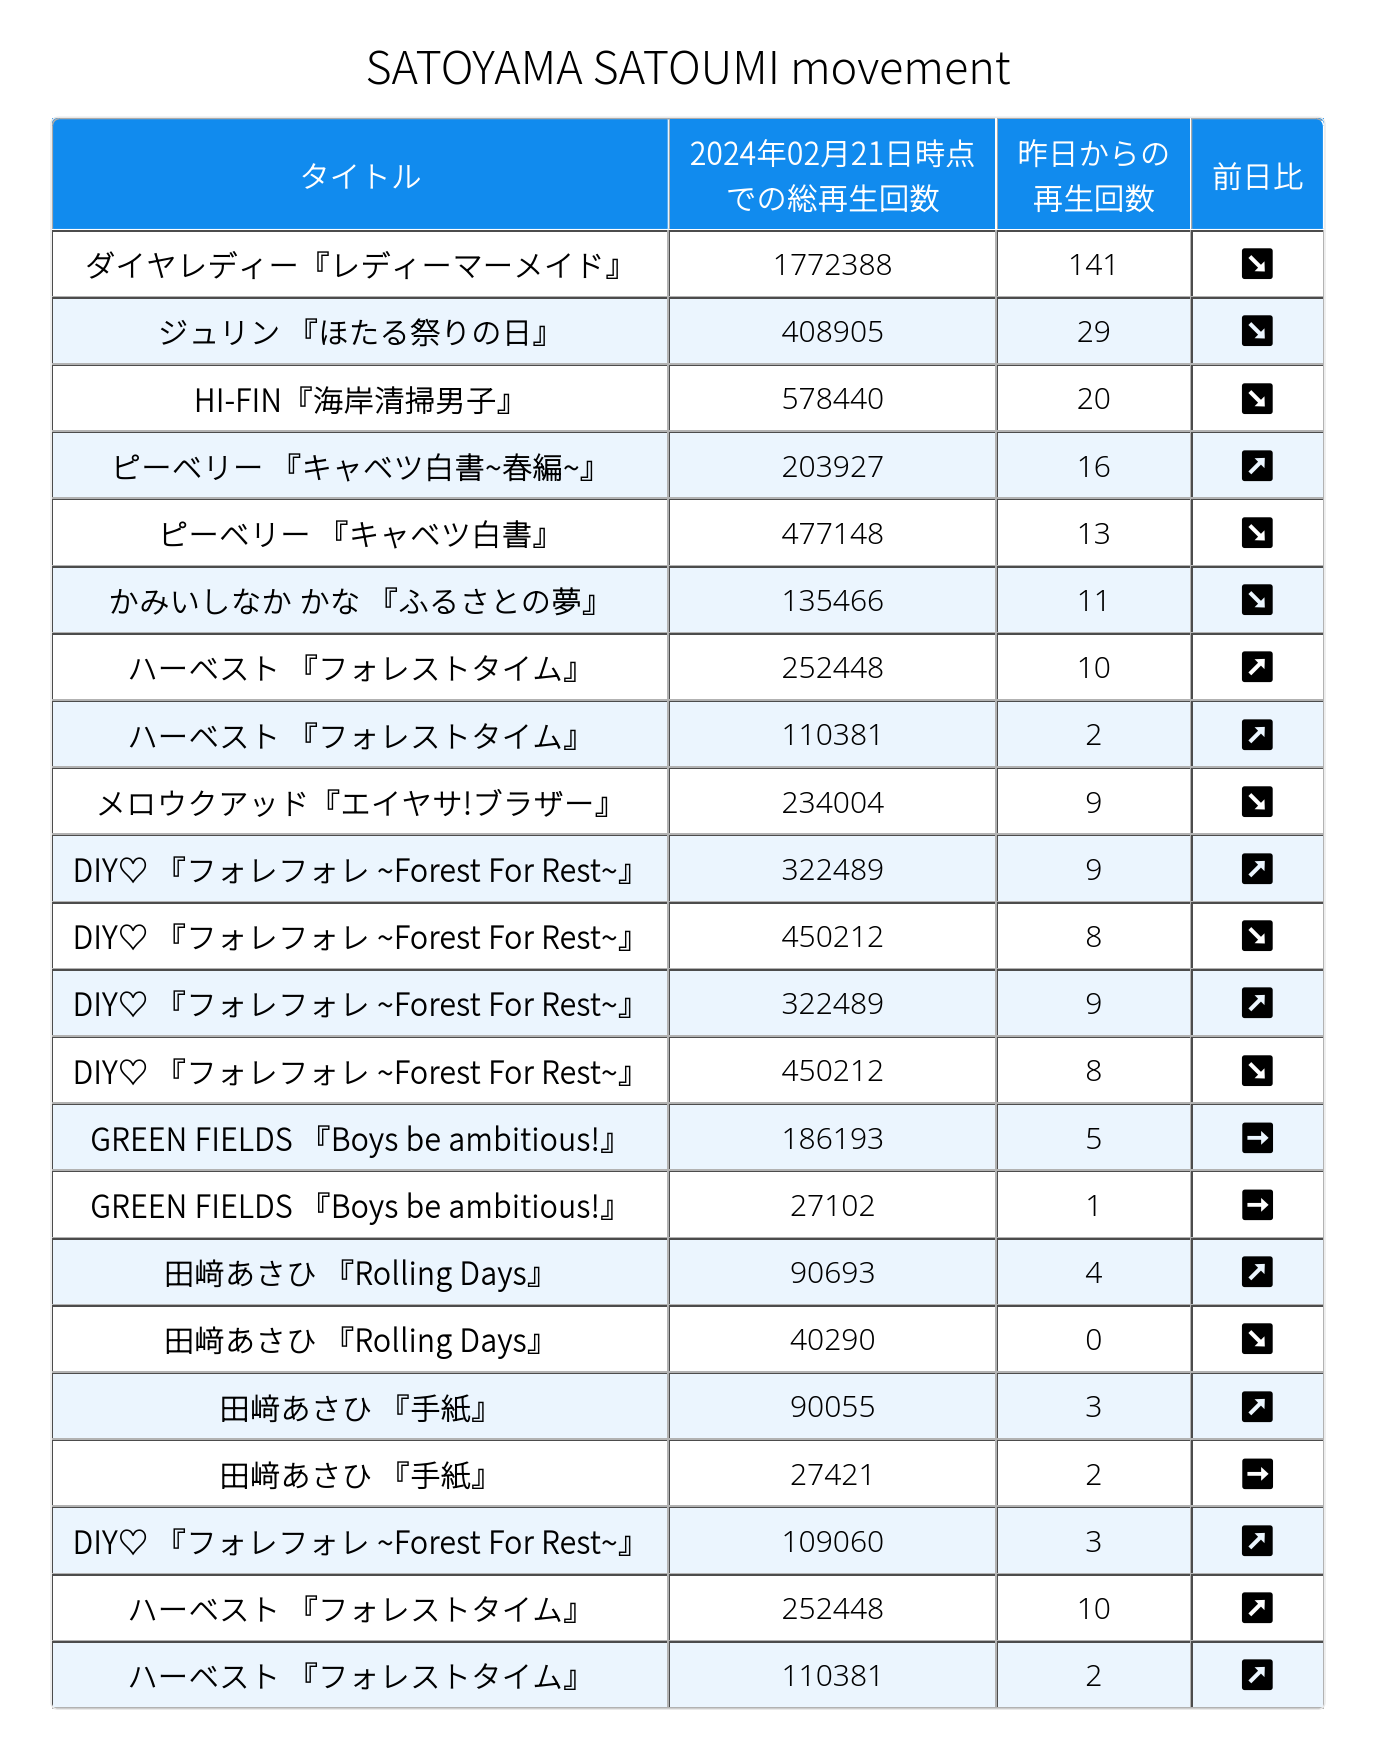 SATOYAMA SATOUMI movement
タイトル 2024年02月21日時点での総再生回数 昨日からの再生回数 前日比
ダイヤレディー『レディーマーメイド』 1772388 141 ↘
ジュリン 『ほたる祭りの日』 408905 29 ↘
HI-FIN『海岸清掃男子』 578440 20 ↘
ピーベリー 『キャベツ白書~春編~』 203927 16 ↗
ピーベリー 『キャベツ白書』 477148 13 ↘
かみいしなか かな 『ふるさとの夢』 135466 11 ↘
ハーベスト 『フォレストタイム』 252448 10 ↗
ハーベスト 『フォレストタイム』 110381 2 ↗
メロウクアッド『エイヤサ!ブラザー』 234004 9 ↘
DIY♡ 『フォレフォレ ~Forest For Rest~』 322489 9 ↗
DIY♡ 『フォレフォレ ~Forest For Rest~』 450212 8 ↘
DIY♡ 『フォレフォレ ~Forest For Rest~』 322489 9 ↗
DIY♡ 『フォレフォレ ~Forest For Rest~』 450212 8 ↘
GREEN FIELDS 『Boys be ambitious!』 186193 5 →
GREEN FIELDS 『Boys be ambitious!』 27102 1 →
田﨑あさひ 『Rolling Days』 90693 4 ↗
田﨑あさひ 『Rolling Days』 40290 0 ↘
田﨑あさひ 『手紙』 90055 3 ↗
田﨑あさひ 『手紙』 27421 2 →
DIY♡ 『フォレフォレ ~Forest For Rest~』 109060 3 ↗
ハーベスト 『フォレストタイム』 252448 10 ↗
ハーベスト 『フォレストタイム』 110381 2 ↗